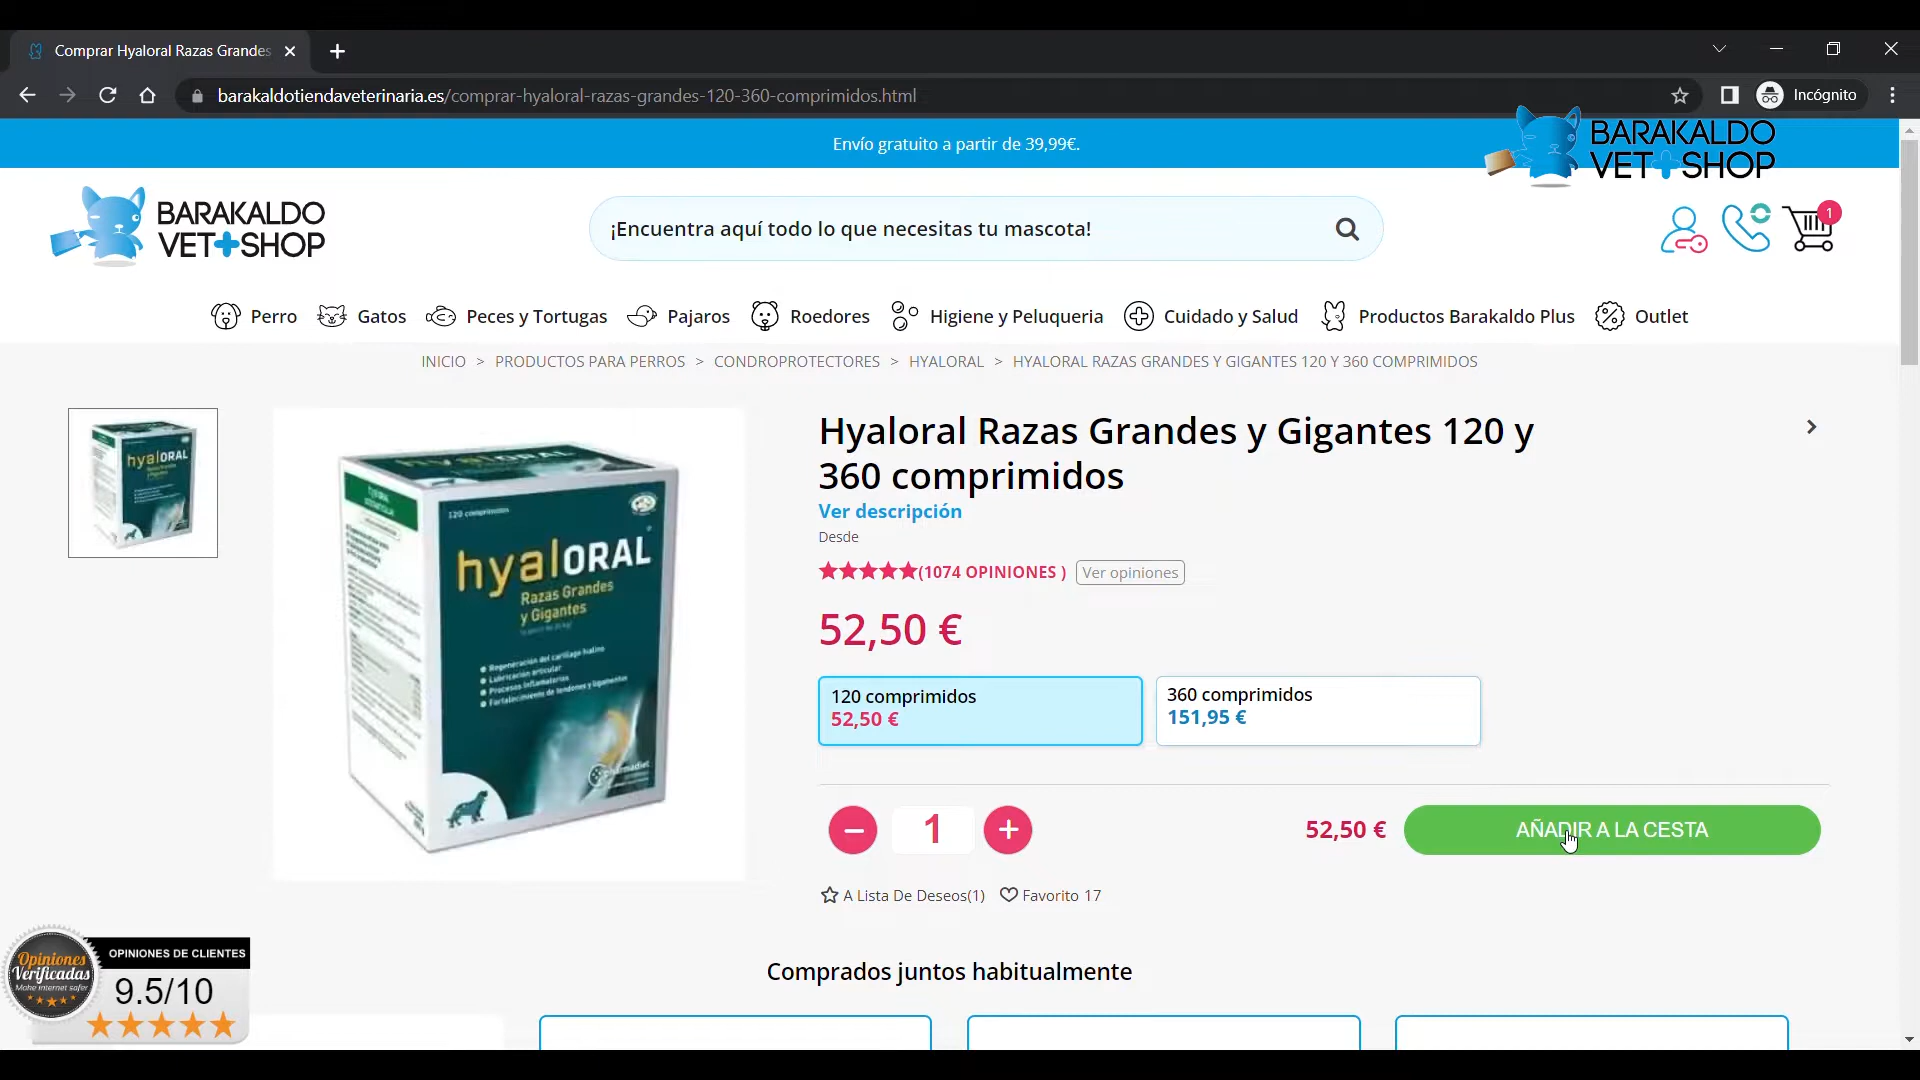 Comprar Hyaloral Razas Grandes
barakaldotiendaveterinaria.es/comprar-hyaloral-razas-grandes-120-360-comprimidos.html
Incógnito
Envío gratuito a partir de 39,99€.
BARAKALDO
VET+SHOP
BARAKALDO
VET+SHOP
¡Encuentra aquí todo lo que necesitas tu mascota!
1
Perro
Gatos
Peces y Tortugas
Pajaros
Roedores
Higiene y Peluqueria
Cuidado y Salud
Productos Barakaldo Plus
Outlet
INICIO > PRODUCTOS PARA PERROS > CONDROPROTECTORES > HYALORAL > HYALORAL RAZAS GRANDES Y GIGANTES 120 Y 360 COMPRIMIDOS
hyalORAL
120 comprimidos
hyalORAL
Razas Grandes
y Gigantes
Regeneración del cartílago hialino
Lubricación articular
Procesos inflamatorios
Fortalecimiento de tendones y ligamentos
pharmadiet
Hyaloral Razas Grandes y Gigantes 120 y
360 comprimidos
Ver descripción
Desde
(1074 OPINIONES ) Ver opiniones
52,50 €
120 comprimidos
52,50 €
360 comprimidos
151,95 €
1
52,50 €
AÑADIR A LA CESTA
A Lista De Deseos(1)
Favorito 17
Comprados juntos habitualmente
Opiniones
Verificadas
Make internet safer
OPINIONES DE CLIENTES
9.5/10